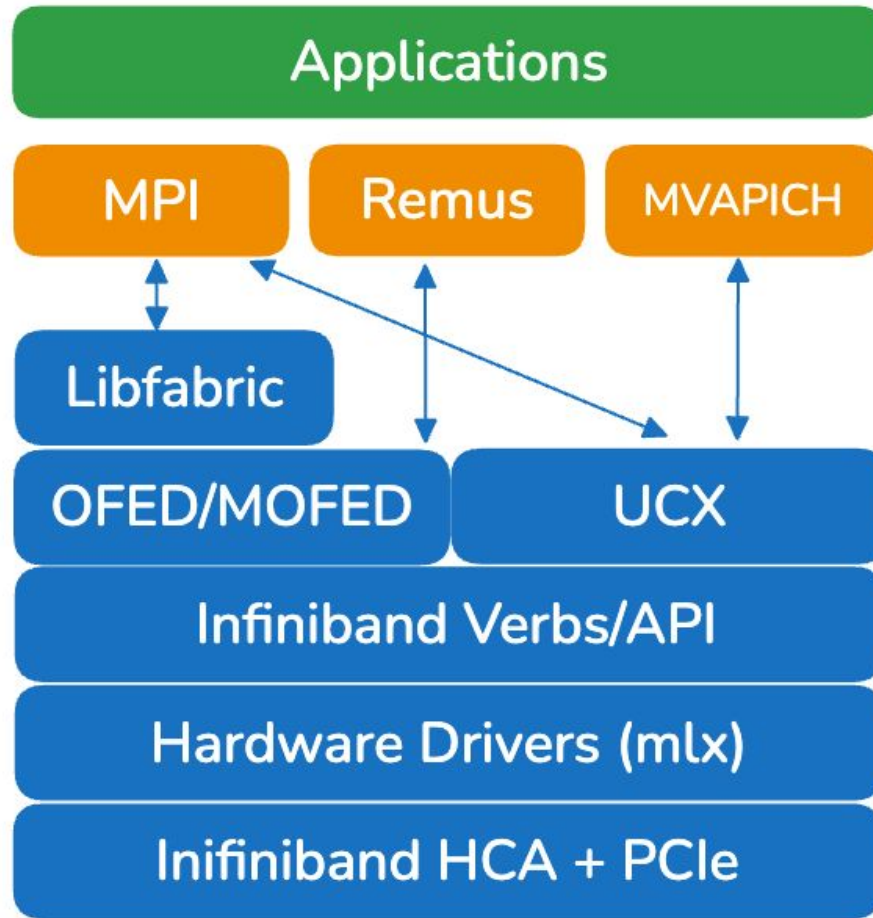 Applications
MPI
Remus
MVAPICH
Libfabric
OFED/MOFED
UCX
Infiniband Verbs/API
Hardware Drivers (mlx)
Inifiniband HCA + PCIe